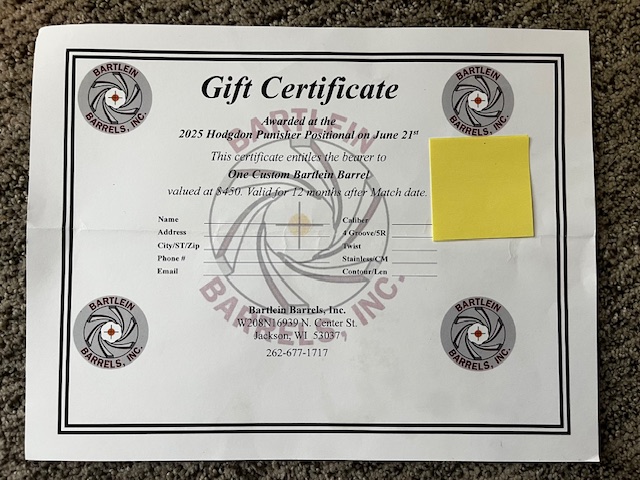 BARTLEIN
BARRELS, INC.
BARTLEIN
BARRELS, INC.
Gift Certificate
Awarded at the
2025 Hodgdon Punisher Positional on June 21st
This certificate entitles the bearer to
One Custom Bartlein Barrel
valued at $450. Valid for 12 months after Match date.
BARTLEIN
BARRELS, INC.
Name
Address
City/ST/Zip
Phone #
Email
Caliber
4 Groove/5R
Twist
Stainless/CM
Contour/Len
Bartlein Barrels, Inc.
W208N16939 N. Center St.
Jackson, WI 53037
262-677-1717
BARTLEIN
BARRELS, INC.
BARTLEIN
BARRELS, INC.